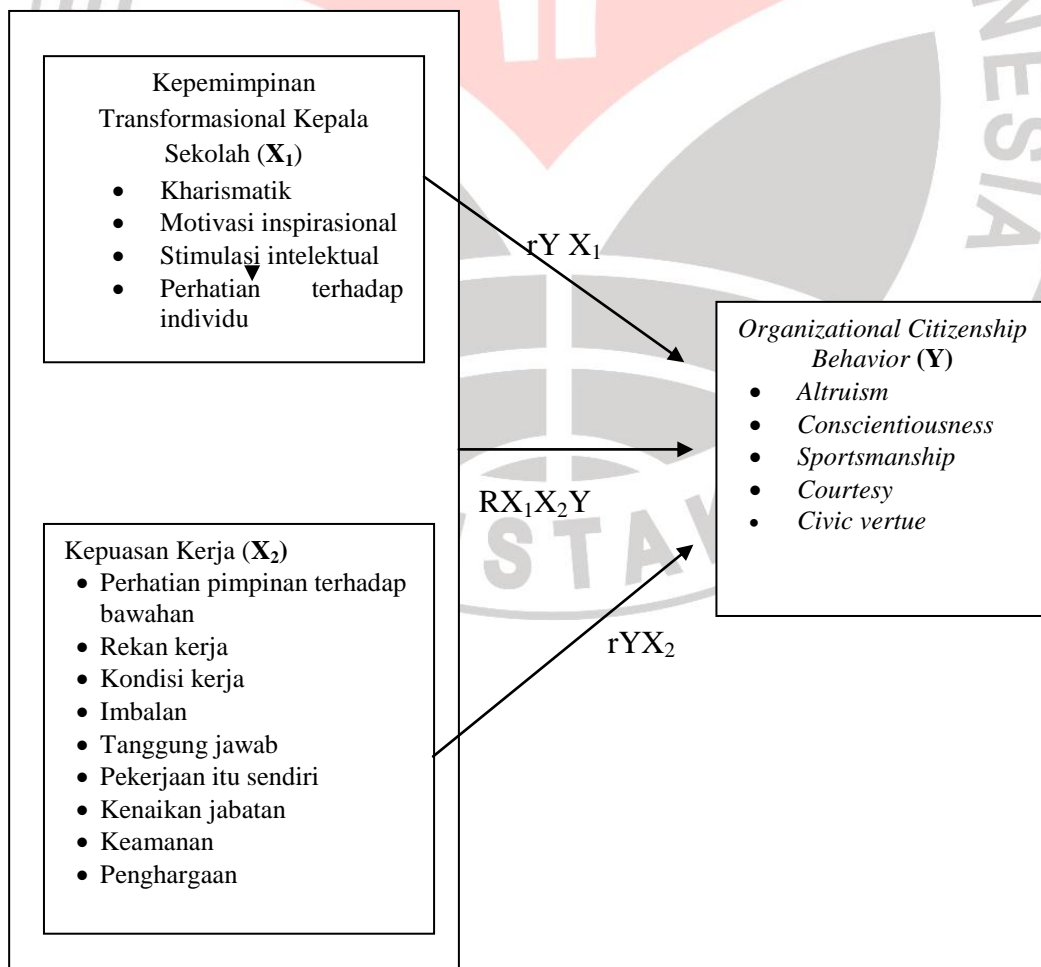 Kepemimpinan
Transformasional Kepala
Sekolah (X₁)
• Kharismatik
• Motivasi inspirasional
• Stimulasi intelektual
• Perhatian terhadap
individu
rY X₁
Organizational Citizenship
Behavior (Y)
• Altruism
• Conscientiousness
• Sportsmanship
• Courtesy
• Civic vertue
RX₁X₂Y
Kepuasan Kerja (X₂)
• Perhatian pimpinan terhadap
bawahan
• Rekan kerja
• Kondisi kerja
• Imbalan
• Tanggung jawab
• Pekerjaan itu sendiri
• Kenaikan jabatan
• Keamanan
• Penghargaan
rYX₂